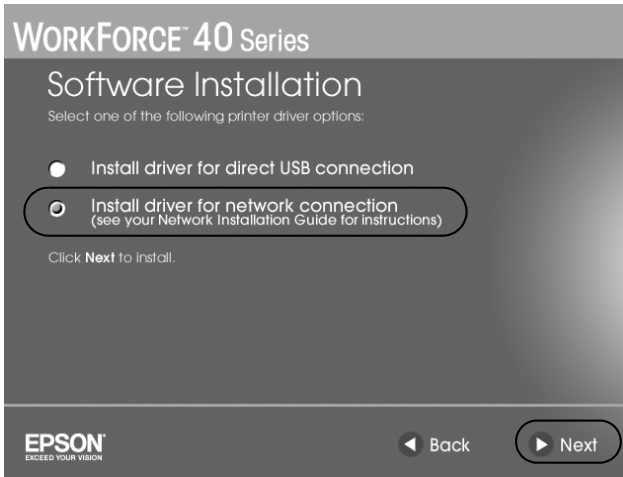 WORKFORCE™ 40 Series
Software Installation
Select one of the following printer driver options:
Install driver for direct USB connection
Install driver for network connection
(see your Network Installation Guide for instructions)
Click Next to install.
EPSON®
EXCEED YOUR VISION
Back
Next